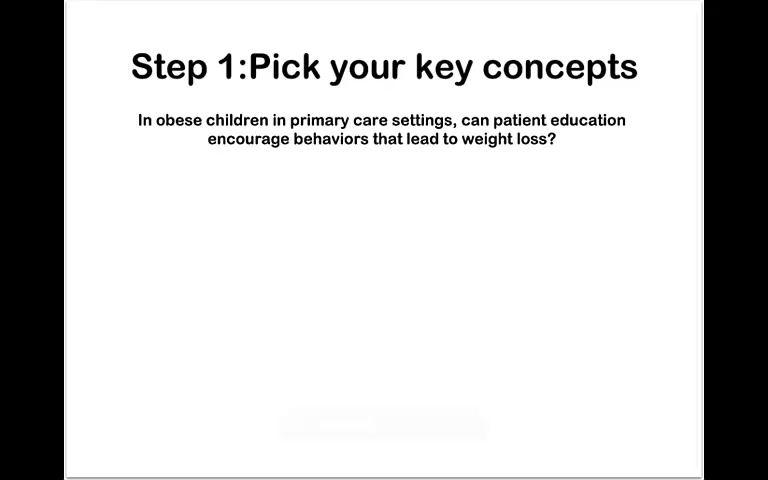 Step 1:Pick your key concepts
In obese children in primary care settings, can patient education
encourage behaviors that lead to weight loss?